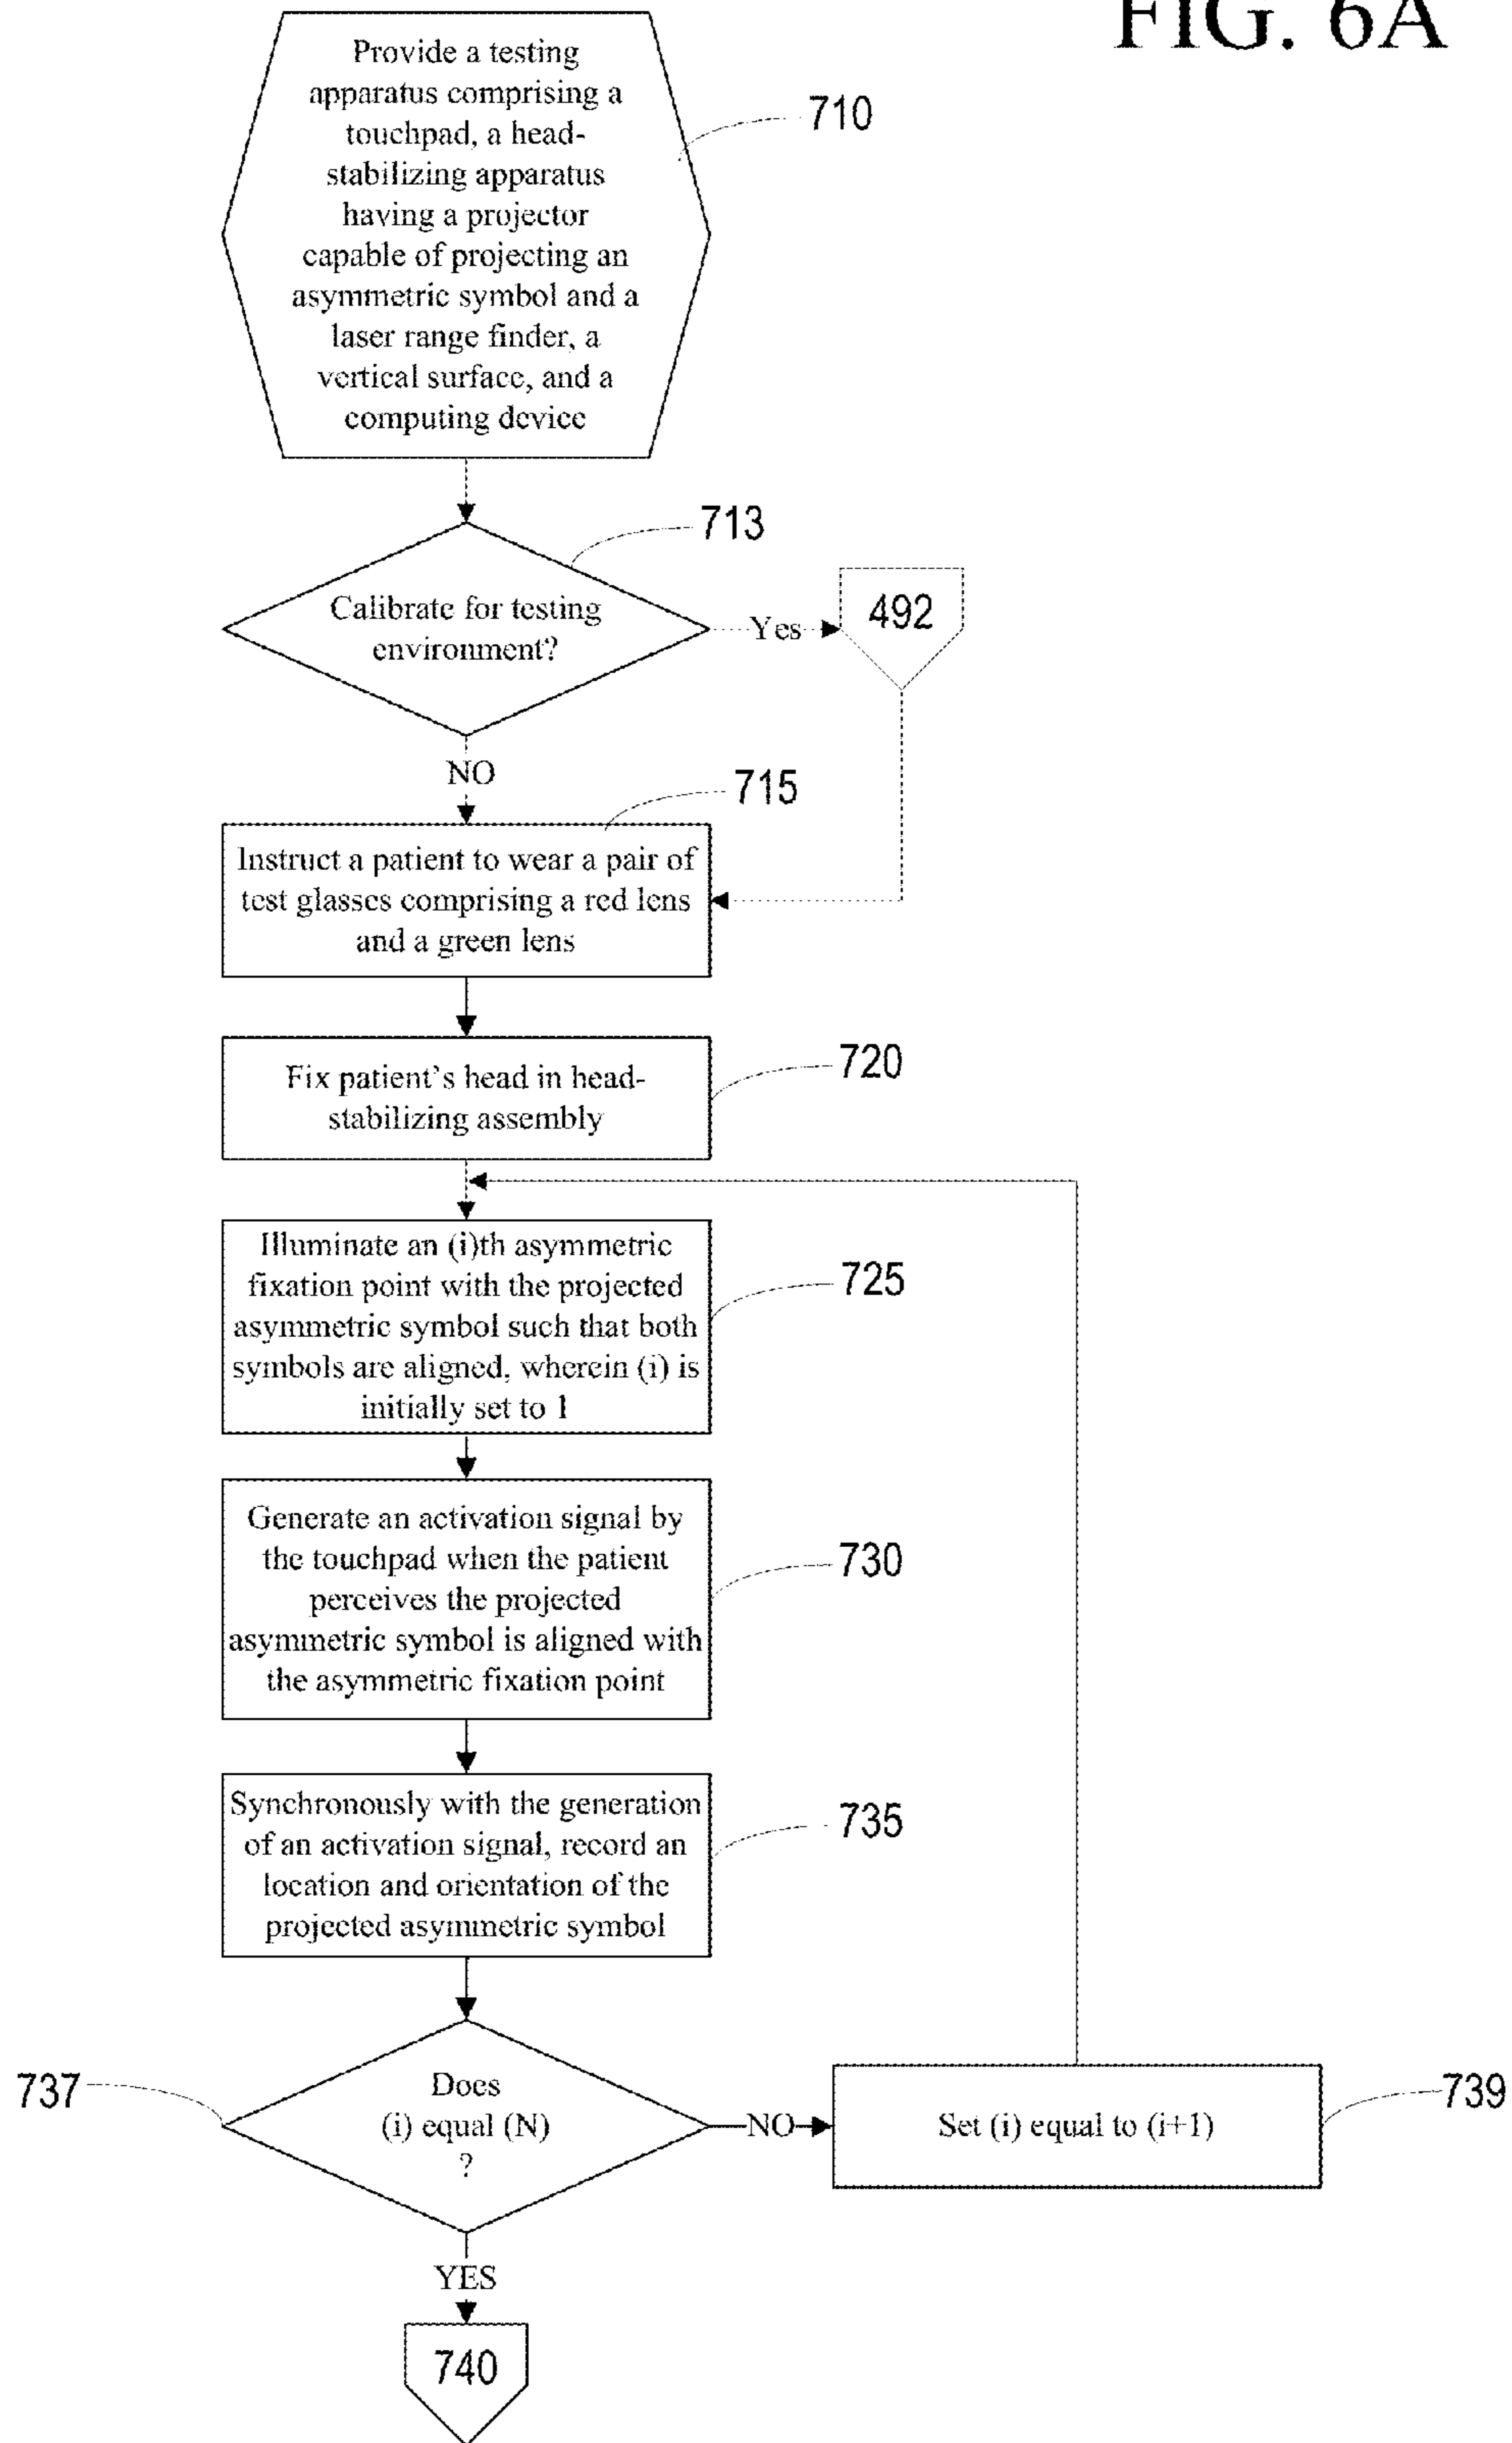 FIG. 6A
Provide a testing
apparatus comprising a
touchpad, a head-
stabilizing apparatus
having a projector
capable of projecting an
asymmetric symbol and a
laser range finder, a
vertical surface, and a
computing device
710
713
Calibrate for testing
environment?
Yes
492
NO
715
Instruct a patient to wear a pair of
test glasses comprising a red lens
and a green lens
Fix patient's head in head-
stabilizing assembly
720
Illuminate an (i)th asymmetric
fixation point with the projected
asymmetric symbol such that both
symbols are aligned, wherein (i) is
initially set to 1
725
Generate an activation signal by
the touchpad when the patient
perceives the projected
asymmetric symbol is aligned with
the asymmetric fixation point
730
Synchronously with the generation
of an activation signal, record an
location and orientation of the
projected asymmetric symbol
735
737
Does
(i) equal (N)
?
NO
Set (i) equal to (i+1)
739
YES
740